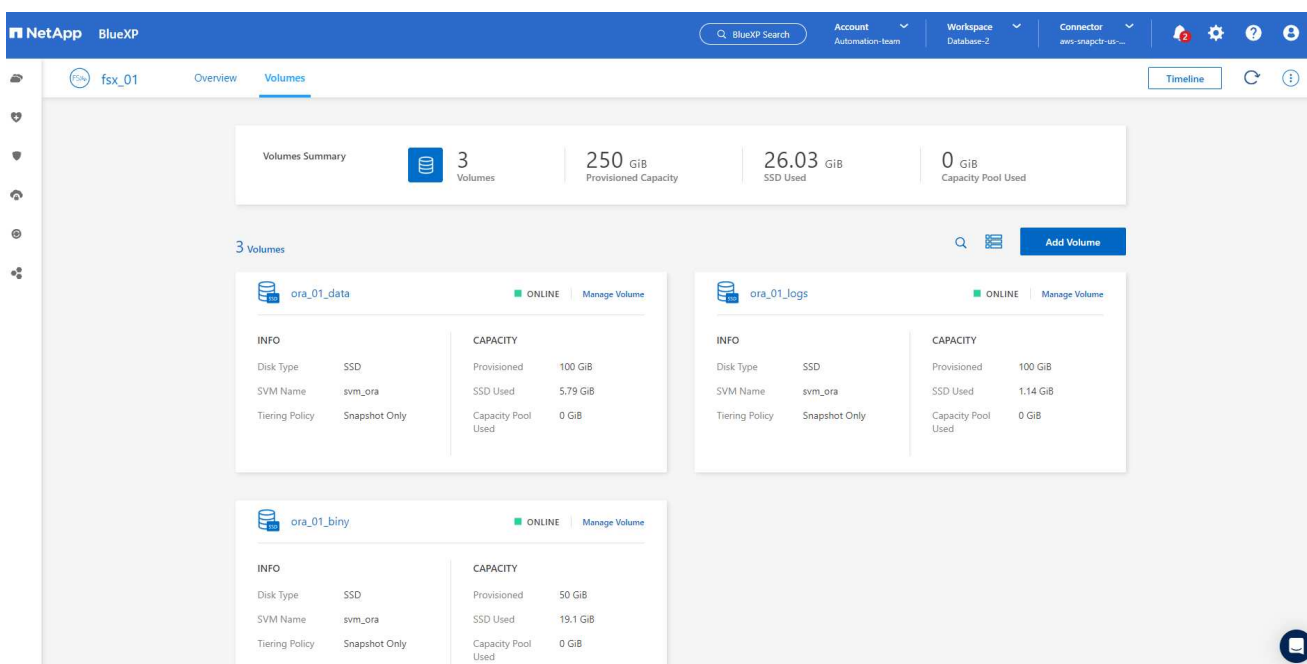 NetApp BlueXP
BlueXP Search
Account
Automation-team
Workspace
Database-2
Connector
aws-snapctr-us-...
2
fsx_01
Overview
Volumes
Timeline
Volumes Summary
3
Volumes
250 GiB
Provisioned Capacity
26.03 GiB
SSD Used
0 GiB
Capacity Pool Used
3 Volumes
Add Volume
ora_01_data
ONLINE
Manage Volume
INFO
Disk Type SSD
SVM Name svm_ora
Tiering Policy Snapshot Only
CAPACITY
Provisioned 100 GiB
SSD Used 5.79 GiB
Capacity Pool 0 GiB
Used
SSD
ora_01_logs
ONLINE
Manage Volume
INFO
Disk Type SSD
SVM Name svm_ora
Tiering Policy Snapshot Only
CAPACITY
Provisioned 100 GiB
SSD Used 1.14 GiB
Capacity Pool 0 GiB
Used
SSD
ora_01_biny
ONLINE
Manage Volume
INFO
Disk Type SSD
SVM Name svm_ora
Tiering Policy Snapshot Only
CAPACITY
Provisioned 50 GiB
SSD Used 19.1 GiB
Capacity Pool 0 GiB
Used
SSD